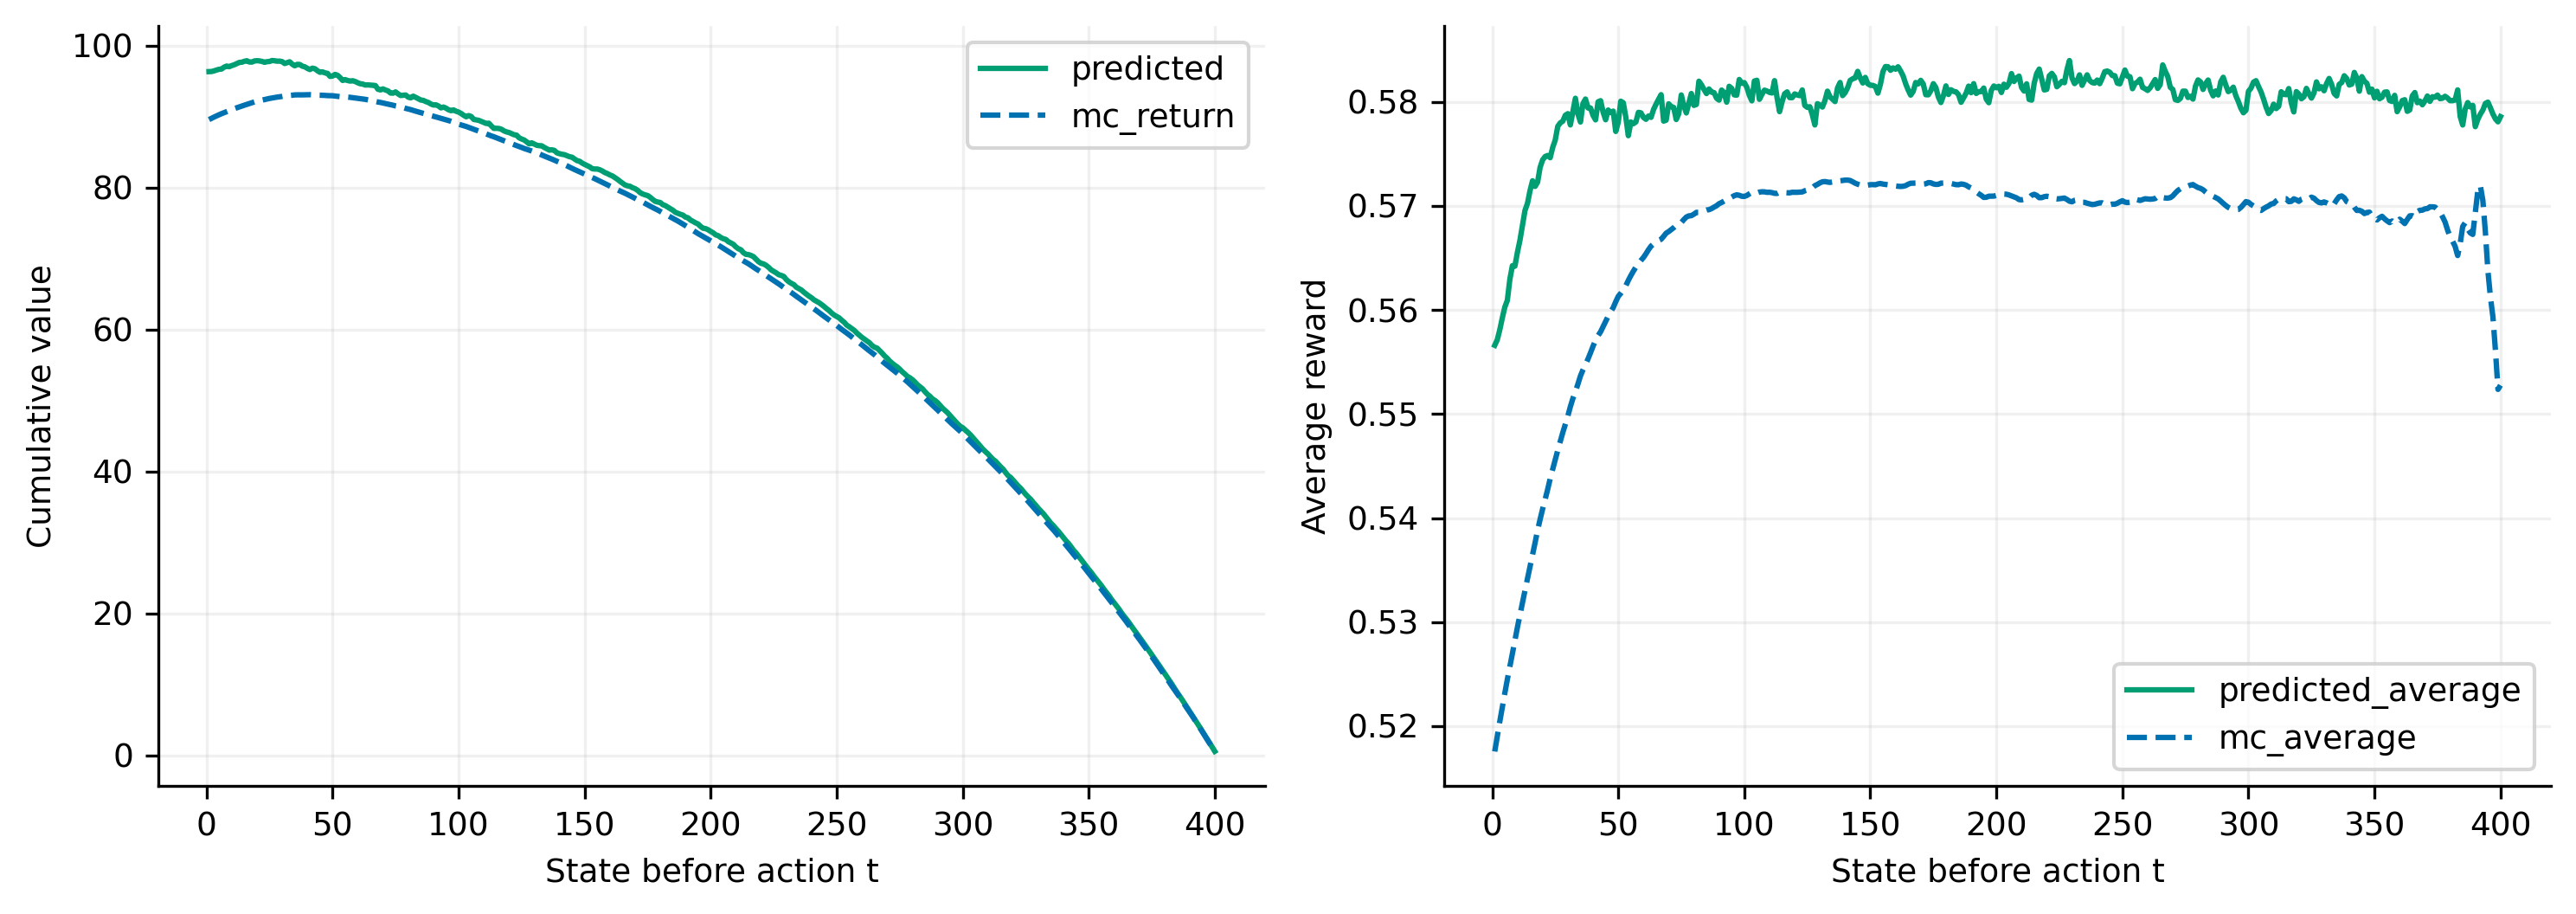 100
80
60
40
20
0
Cumulative value
predicted
mc_return
0 50 100 150 200 250 300 350 400
State before action t
0.58
0.57
0.56
0.55
0.54
0.53
0.52
Average reward
predicted_average
mc_average
0 50 100 150 200 250 300 350 400
State before action t